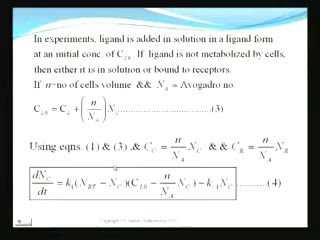 In experiments, ligand is added in solution in a ligand form
at an initial conc. of C_{L0}. If ligand is not metabolized by cells,
then either it is in solution or bound to receptors.
If n=no of cells volume && N_A= Avogadro no.
C_{L0} = C_L + (n/N_A) N_C……………………………(3)
Using eqns. (1) & (3) ,& C_C = n/N_A N_C && C_R = n/N_A N_R
dN_C/dt = k_f(N_{RT} − N_C)(C_{L0} − n/N_A N_C) − k_r N_C …………(4)